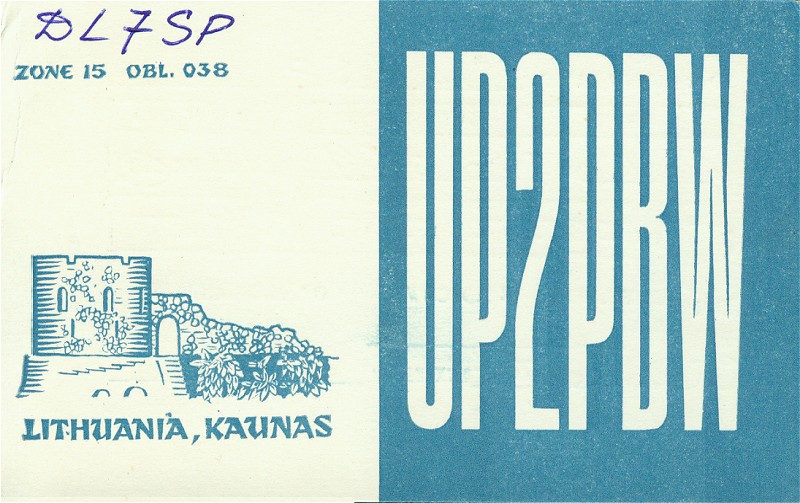 DL7SP
ZONE 15 OBL. 038
UP2PBW
LITHUANIA, KAUNAS